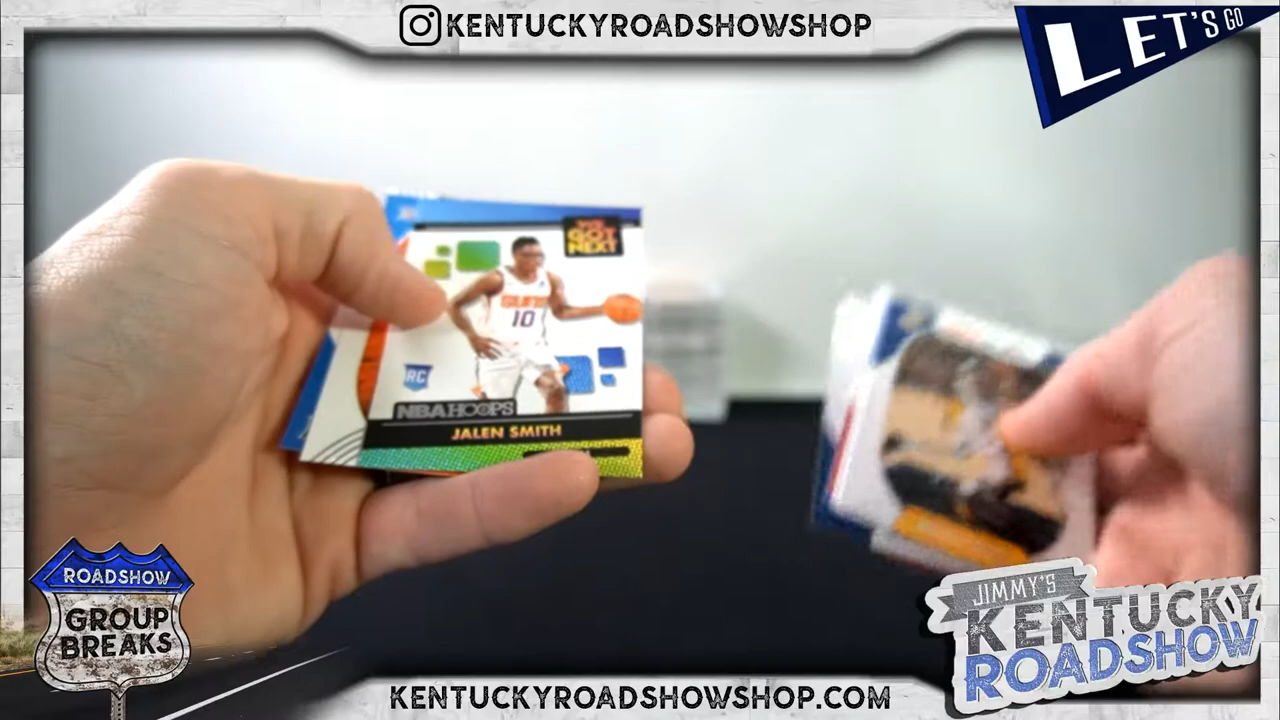 KENTUCKYROADSHOWSHOP
LET'S GO
WE
GOT
NEXT
SUNS
10
RC
NBA HOOPS
JALEN SMITH
ROADSHOW
GROUP
BREAKS
JIMMY'S
KENTUCKY
ROADSHOW
KENTUCKYROADSHOWSHOP.COM